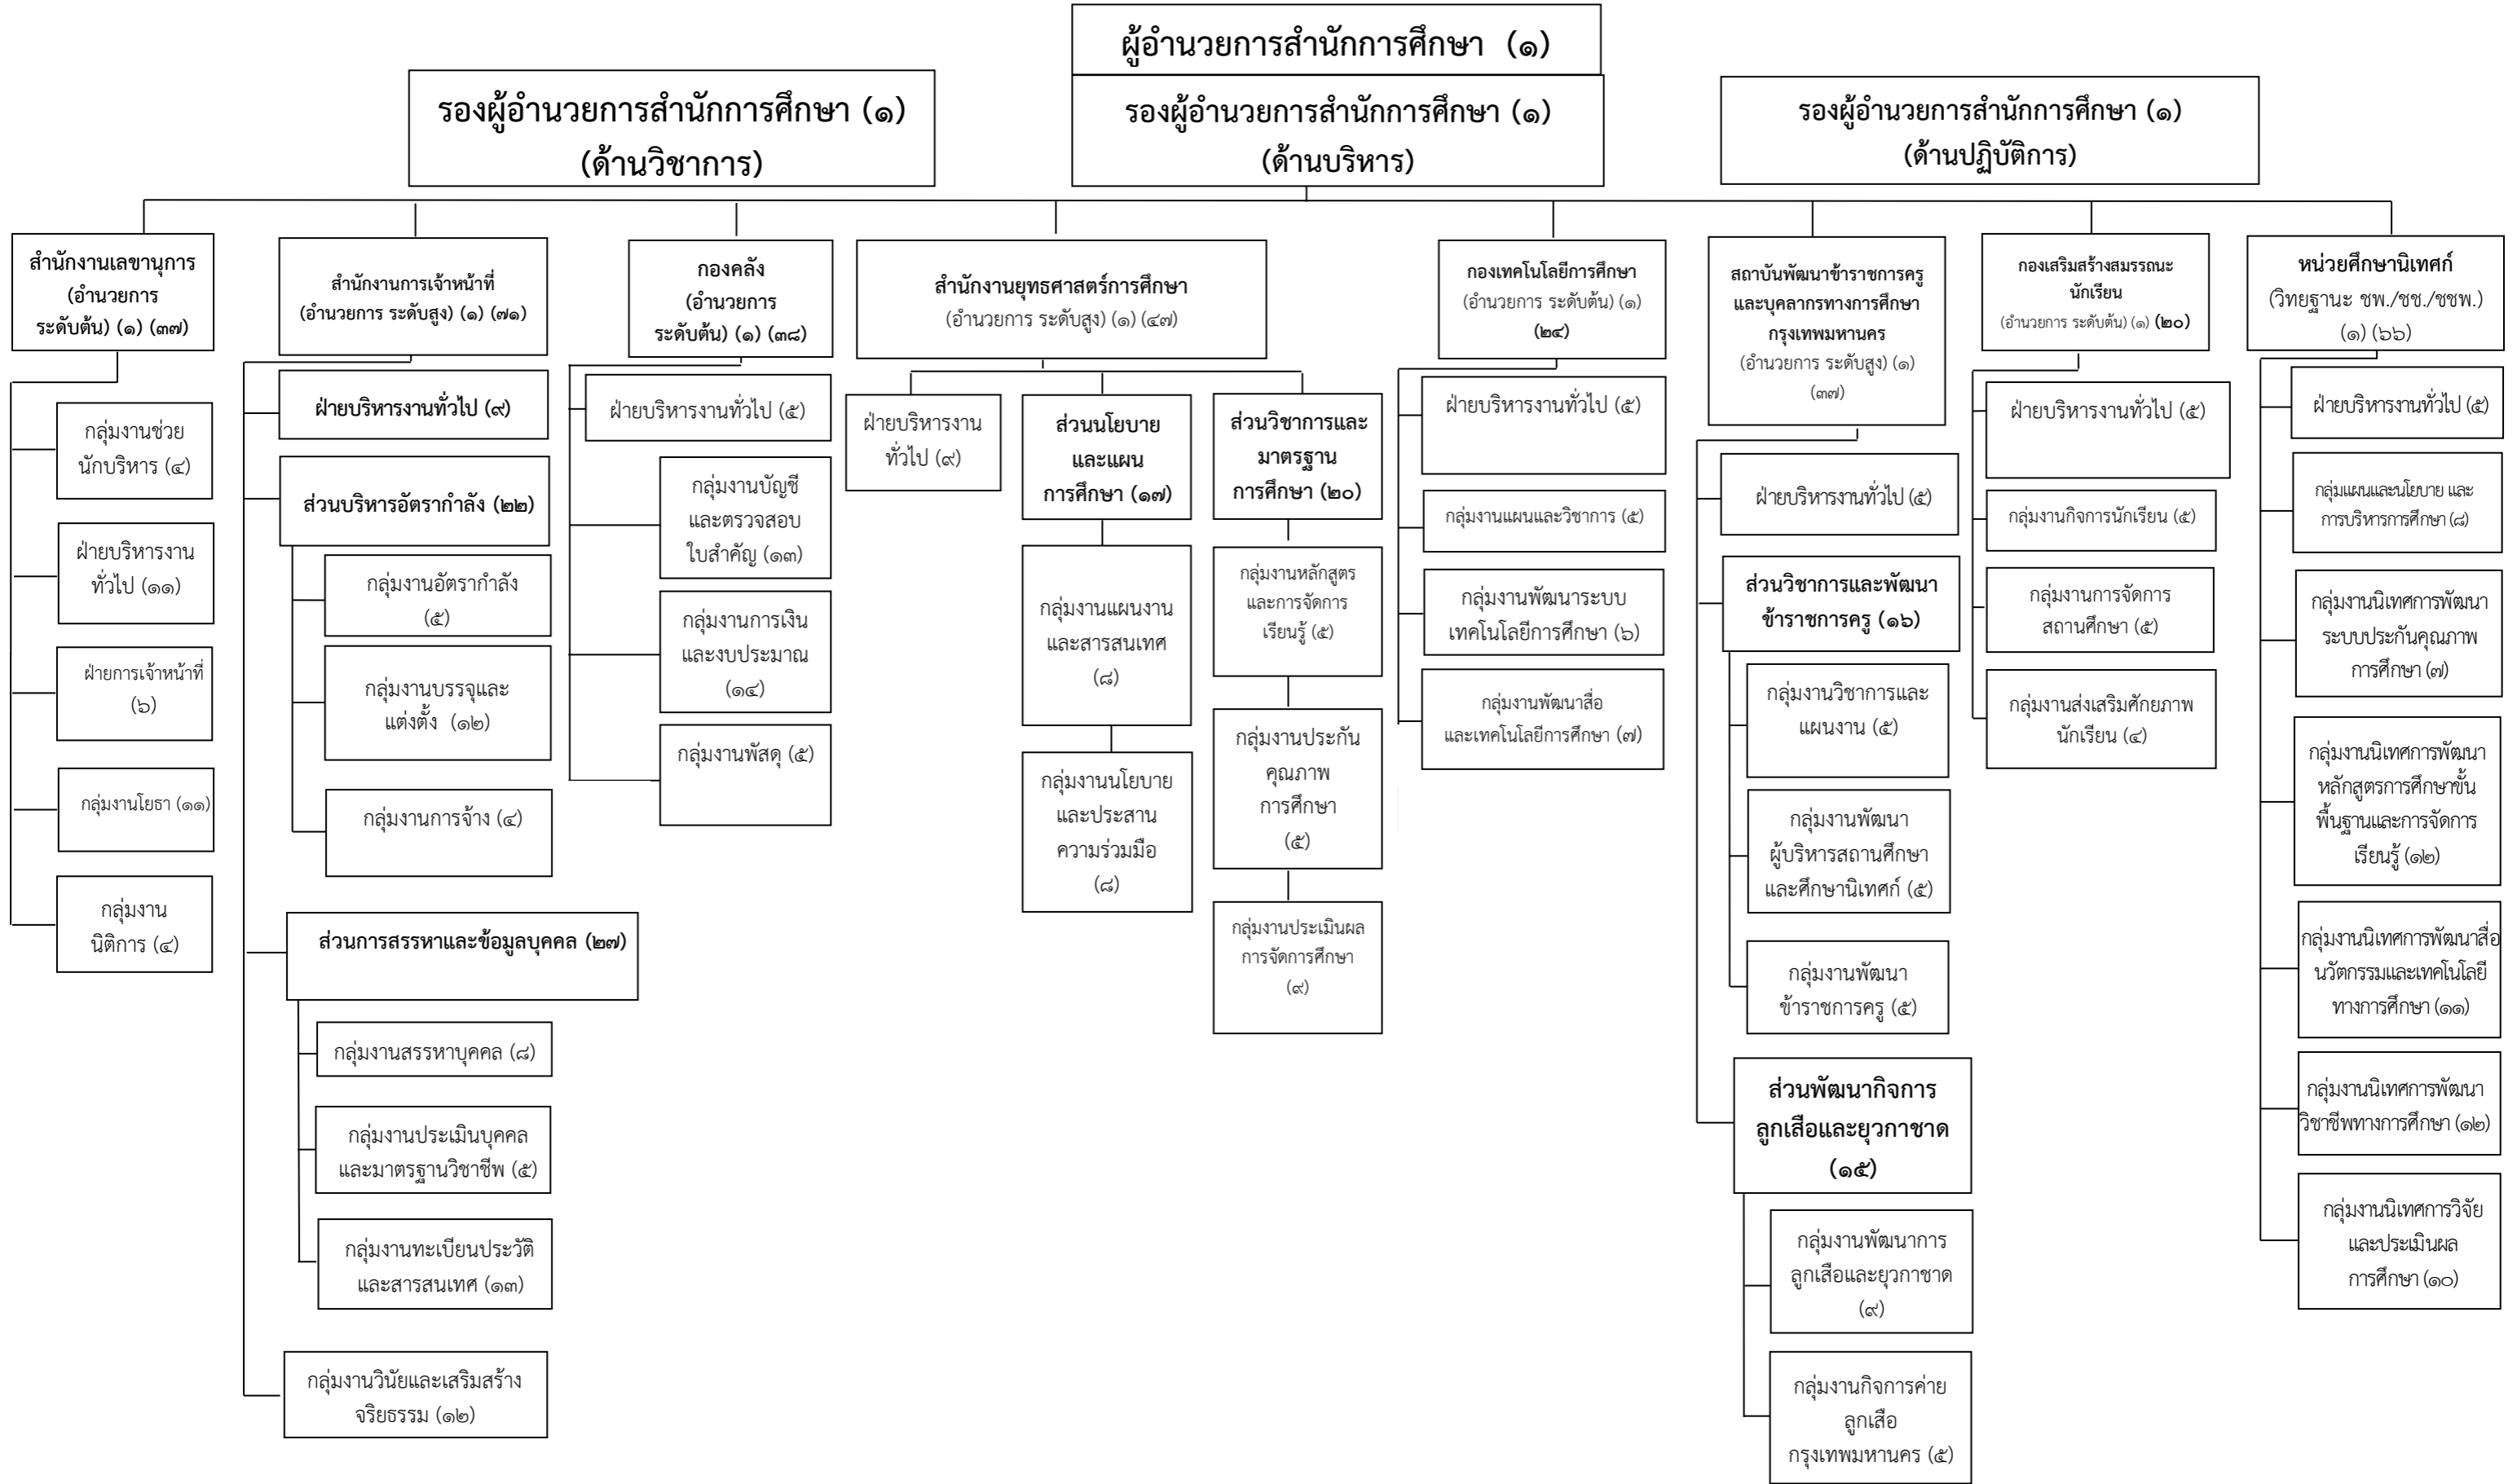 ผู้อำนวยการสำนักการศึกษา (๑)
รองผู้อำนวยการสำนักการศึกษา (๑)
(ด้านวิชาการ)
รองผู้อำนวยการสำนักการศึกษา (๑)
(ด้านบริหาร)
รองผู้อำนวยการสำนักการศึกษา (๑)
(ด้านปฏิบัติการ)
สำนักงานเลขานุการ
(อำนวยการ
ระดับต้น) (๑) (๓๗)
กลุ่มงานช่วย
นักบริหาร (๔)
ฝ่ายบริหารงาน
ทั่วไป (๑๑)
ฝ่ายการเจ้าหน้าที่
(๖)
กลุ่มงานโยธา (๑๑)
กลุ่มงาน
นิติการ (๔)
สำนักงานการเจ้าหน้าที่
(อำนวยการ ระดับสูง) (๑) (๗๑)
ฝ่ายบริหารงานทั่วไป (๙)
ส่วนบริหารอัตรากำลัง (๒๒)
กลุ่มงานอัตรากำลัง
(๕)
กลุ่มงานบรรจุและ
แต่งตั้ง (๑๒)
กลุ่มงานการจ้าง (๔)
ส่วนการสรรหาและข้อมูลบุคคล (๒๗)
กลุ่มงานสรรหาบุคคล (๘)
กลุ่มงานประเมินบุคคล
และมาตรฐานวิชาชีพ (๕)
กลุ่มงานทะเบียนประวัติ
และสารสนเทศ (๑๓)
กลุ่มงานวินัยและเสริมสร้าง
จริยธรรม (๑๒)
กองคลัง
(อำนวยการ
ระดับต้น) (๑) (๓๘)
ฝ่ายบริหารงานทั่วไป (๕)
กลุ่มงานบัญชี
และตรวจสอบ
ใบสำคัญ (๑๓)
กลุ่มงานการเงิน
และงบประมาณ
(๑๔)
กลุ่มงานพัสดุ (๕)
สำนักงานยุทธศาสตร์การศึกษา
(อำนวยการ ระดับสูง) (๑) (๔๗)
ฝ่ายบริหารงาน
ทั่วไป (๙)
ส่วนนโยบาย
และแผน
การศึกษา (๑๗)
กลุ่มงานแผนงาน
และสารสนเทศ
(๘)
กลุ่มงานนโยบาย
และประสาน
ความร่วมมือ
(๘)
ส่วนวิชาการและ
มาตรฐาน
การศึกษา (๒๐)
กลุ่มงานหลักสูตร
และการจัดการ
เรียนรู้ (๕)
กลุ่มงานประกัน
คุณภาพ
การศึกษา
(๕)
กลุ่มงานประเมินผล
การจัดการศึกษา
(๙)
กองเทคโนโลยีการศึกษา
(อำนวยการ ระดับต้น) (๑)
(๒๔)
ฝ่ายบริหารงานทั่วไป (๕)
กลุ่มงานแผนและวิชาการ (๕)
กลุ่มงานพัฒนาระบบ
เทคโนโลยีการศึกษา (๖)
กลุ่มงานพัฒนาสื่อ
และเทคโนโลยีการศึกษา (๗)
สถาบันพัฒนาข้าราชการครู
และบุคลากรทางการศึกษา
กรุงเทพมหานคร
(อำนวยการ ระดับสูง) (๑)
(๓๗)
ฝ่ายบริหารงานทั่วไป (๕)
ส่วนวิชาการและพัฒนา
ข้าราชการครู (๑๖)
กลุ่มงานวิชาการและ
แผนงาน (๕)
กลุ่มงานพัฒนา
ผู้บริหารสถานศึกษา
และศึกษานิเทศก์ (๕)
กลุ่มงานพัฒนา
ข้าราชการครู (๕)
ส่วนพัฒนากิจการ
ลูกเสือและยุวกาชาด
(๑๕)
กลุ่มงานพัฒนาการ
ลูกเสือและยุวกาชาด
(๙)
กลุ่มงานกิจการค่าย
ลูกเสือ
กรุงเทพมหานคร (๕)
กองเสริมสร้างสมรรถนะ
นักเรียน
(อำนวยการ ระดับต้น) (๑) (๒๐)
ฝ่ายบริหารงานทั่วไป (๕)
กลุ่มงานกิจการนักเรียน (๕)
กลุ่มงานการจัดการ
สถานศึกษา (๕)
กลุ่มงานส่งเสริมศักยภาพ
นักเรียน (๔)
หน่วยศึกษานิเทศก์
(วิทยฐานะ ชพ./ชช./ชชพ.)
(๑) (๖๖)
ฝ่ายบริหารงานทั่วไป (๕)
กลุ่มแผนและนโยบาย และ
การบริหารการศึกษา (๘)
กลุ่มงานนิเทศการพัฒนา
ระบบประกันคุณภาพ
การศึกษา (๗)
กลุ่มงานนิเทศการพัฒนา
หลักสูตรการศึกษาขั้น
พื้นฐานและการจัดการ
เรียนรู้ (๑๒)
กลุ่มงานนิเทศการพัฒนาสื่อ
นวัตกรรมและเทคโนโลยี
ทางการศึกษา (๑๑)
กลุ่มงานนิเทศการพัฒนา
วิชาชีพทางการศึกษา (๑๒)
กลุ่มงานนิเทศการวิจัย
และประเมินผล
การศึกษา (๑๐)